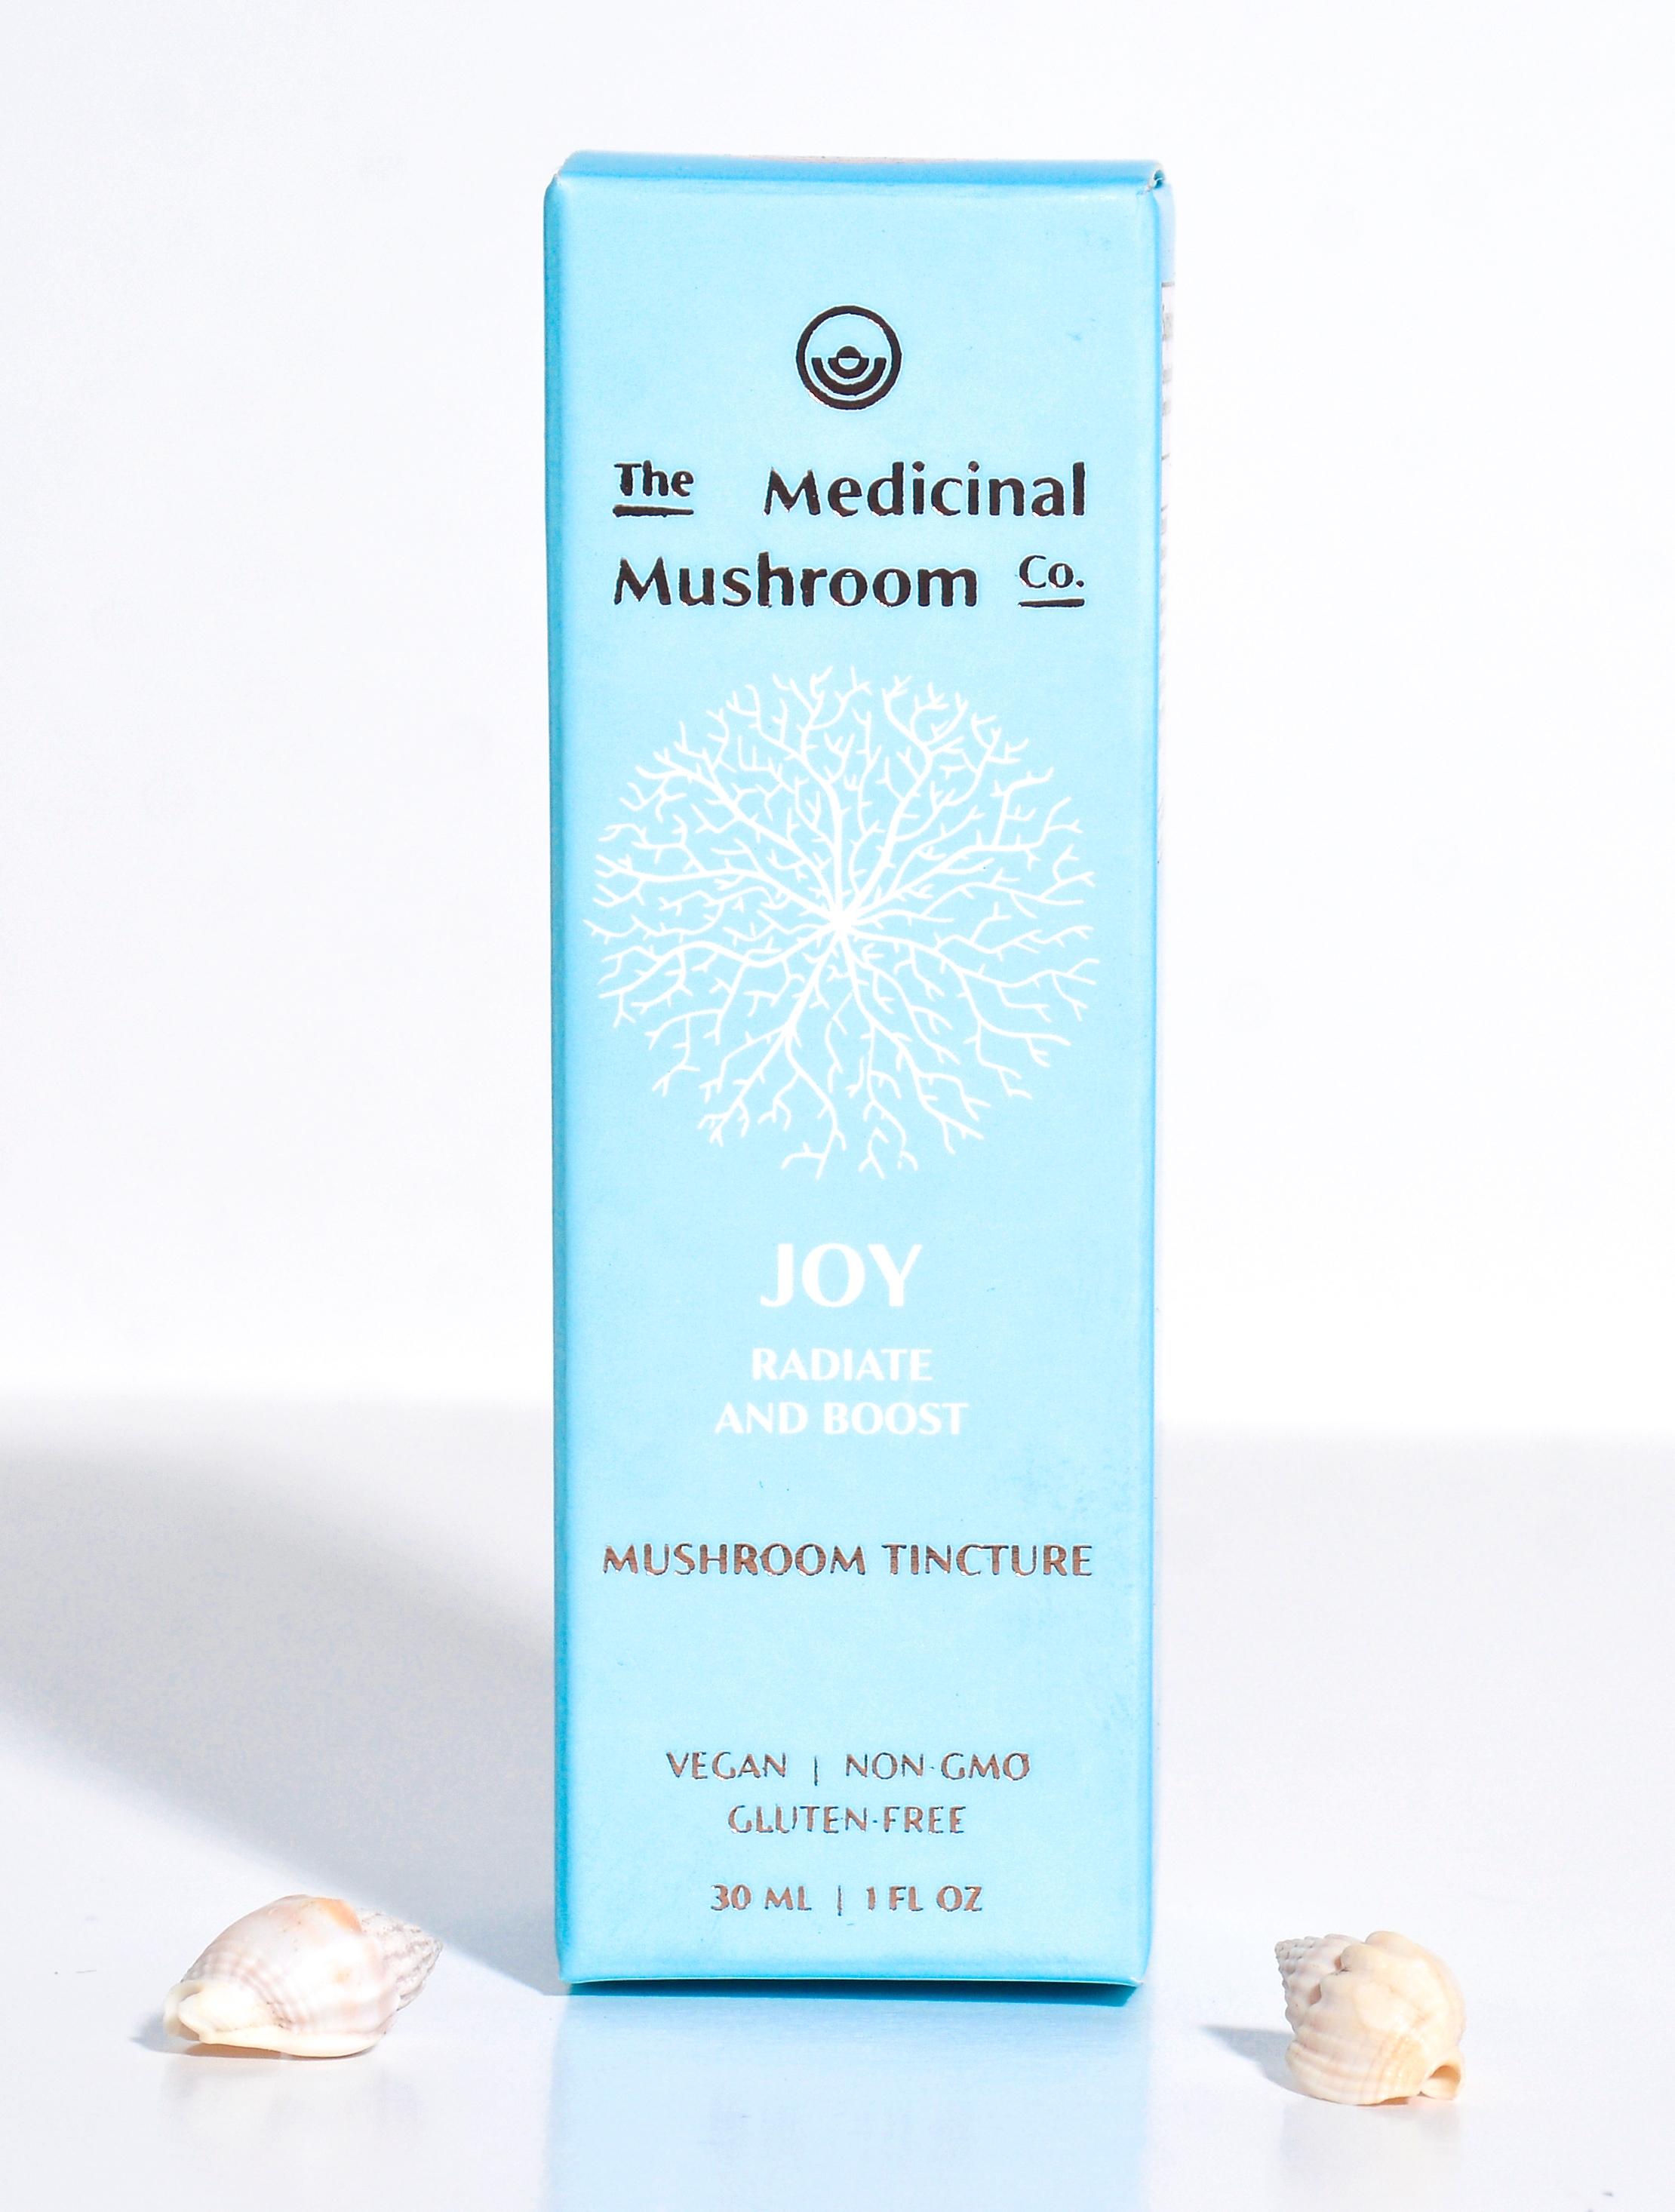 The Medicinal
Mushroom Co.
JOY
RADIATE
AND BOOST
MUSHROOM TINCTURE
VEGAN | NON-GMO
GLUTEN-FREE
30 ML | 1 FL OZ